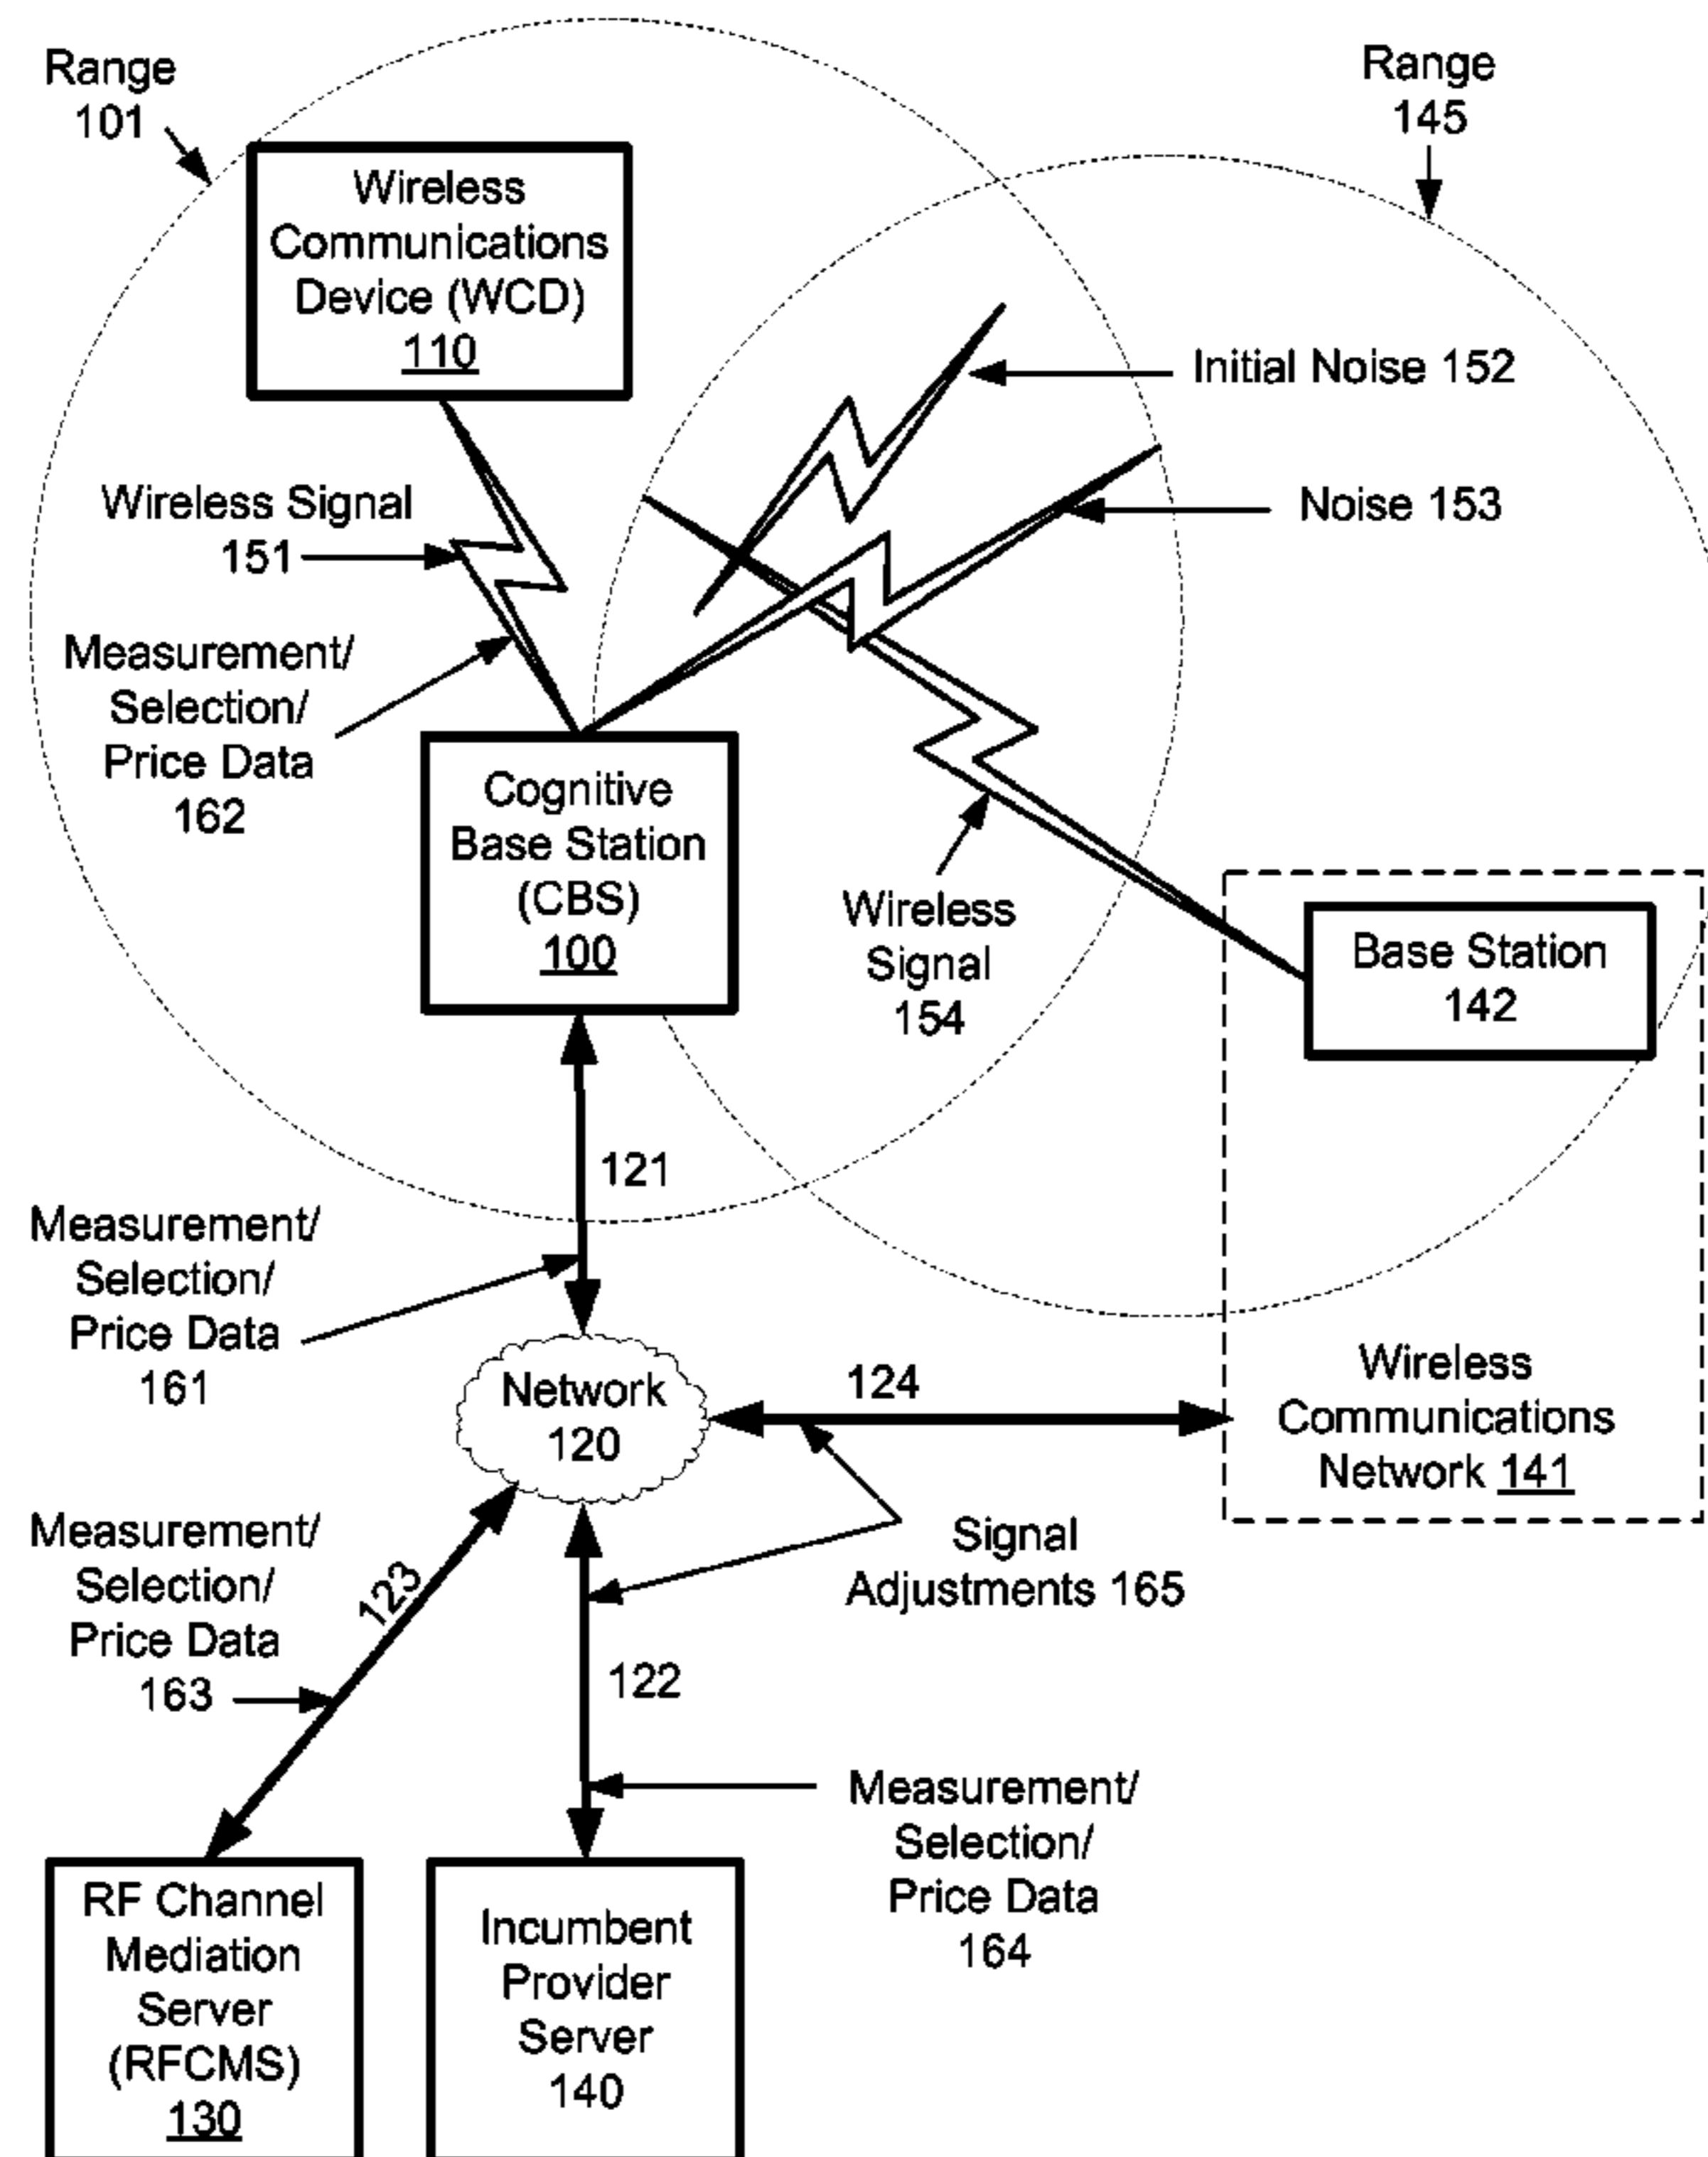 Range
101
Range
145
Wireless
Communications
Device (WCD)
110
Initial Noise 152
Wireless Signal
151
Noise 153
Measurement/
Selection/
Price Data
162
Cognitive
Base Station
(CBS)
100
Wireless
Signal
154
Base Station
142
121
Measurement/
Selection/
Price Data
161
Network
120
124
Wireless
Communications
Network 141
Measurement/
Selection/
Price Data
163
123
Signal
Adjustments 165
122
Measurement/
Selection/
Price Data
164
RF Channel
Mediation
Server
(RFCMS)
130
Incumbent
Provider
Server
140